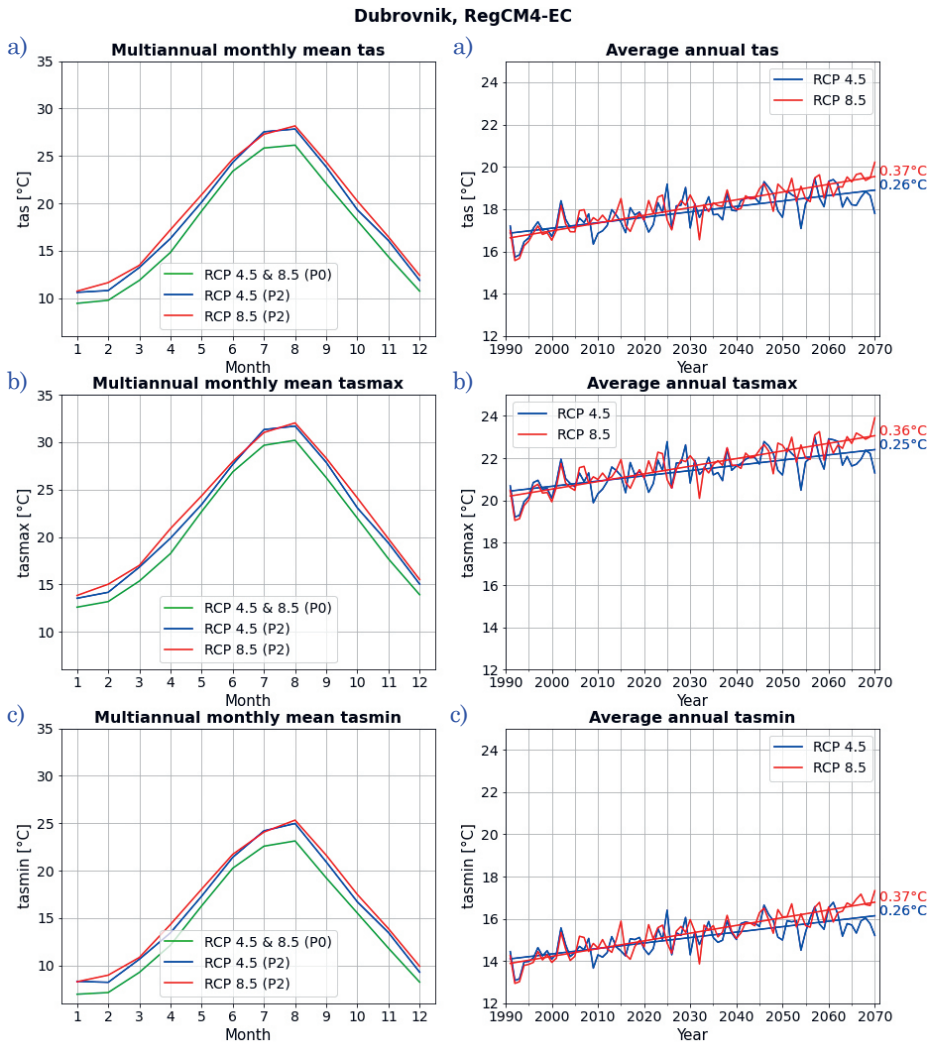 Dubrovnik, RegCM4-EC
a)
Multiannual monthly mean tas
35
30
25
20
15
10
tas [°C]
RCP 4.5 & 8.5 (P0)
RCP 4.5 (P2)
RCP 8.5 (P2)
1 2 3 4 5 6 7 8 9 10 11 12
Month
a)
Average annual tas
24
22
20
18
16
14
12
tas [°C]
RCP 4.5
RCP 8.5
0.37°C
0.26°C
1990 2000 2010 2020 2030 2040 2050 2060 2070
Year
b)
Multiannual monthly mean tasmax
35
30
25
20
15
10
tasmax [°C]
RCP 4.5 & 8.5 (P0)
RCP 4.5 (P2)
RCP 8.5 (P2)
1 2 3 4 5 6 7 8 9 10 11 12
Month
b)
Average annual tasmax
24
22
20
18
16
14
12
tasmax [°C]
RCP 4.5
RCP 8.5
0.36°C
0.25°C
1990 2000 2010 2020 2030 2040 2050 2060 2070
Year
c)
Multiannual monthly mean tasmin
35
30
25
20
15
10
tasmin [°C]
RCP 4.5 & 8.5 (P0)
RCP 4.5 (P2)
RCP 8.5 (P2)
1 2 3 4 5 6 7 8 9 10 11 12
Month
c)
Average annual tasmin
24
22
20
18
16
14
12
tasmin [°C]
RCP 4.5
RCP 8.5
0.37°C
0.26°C
1990 2000 2010 2020 2030 2040 2050 2060 2070
Year